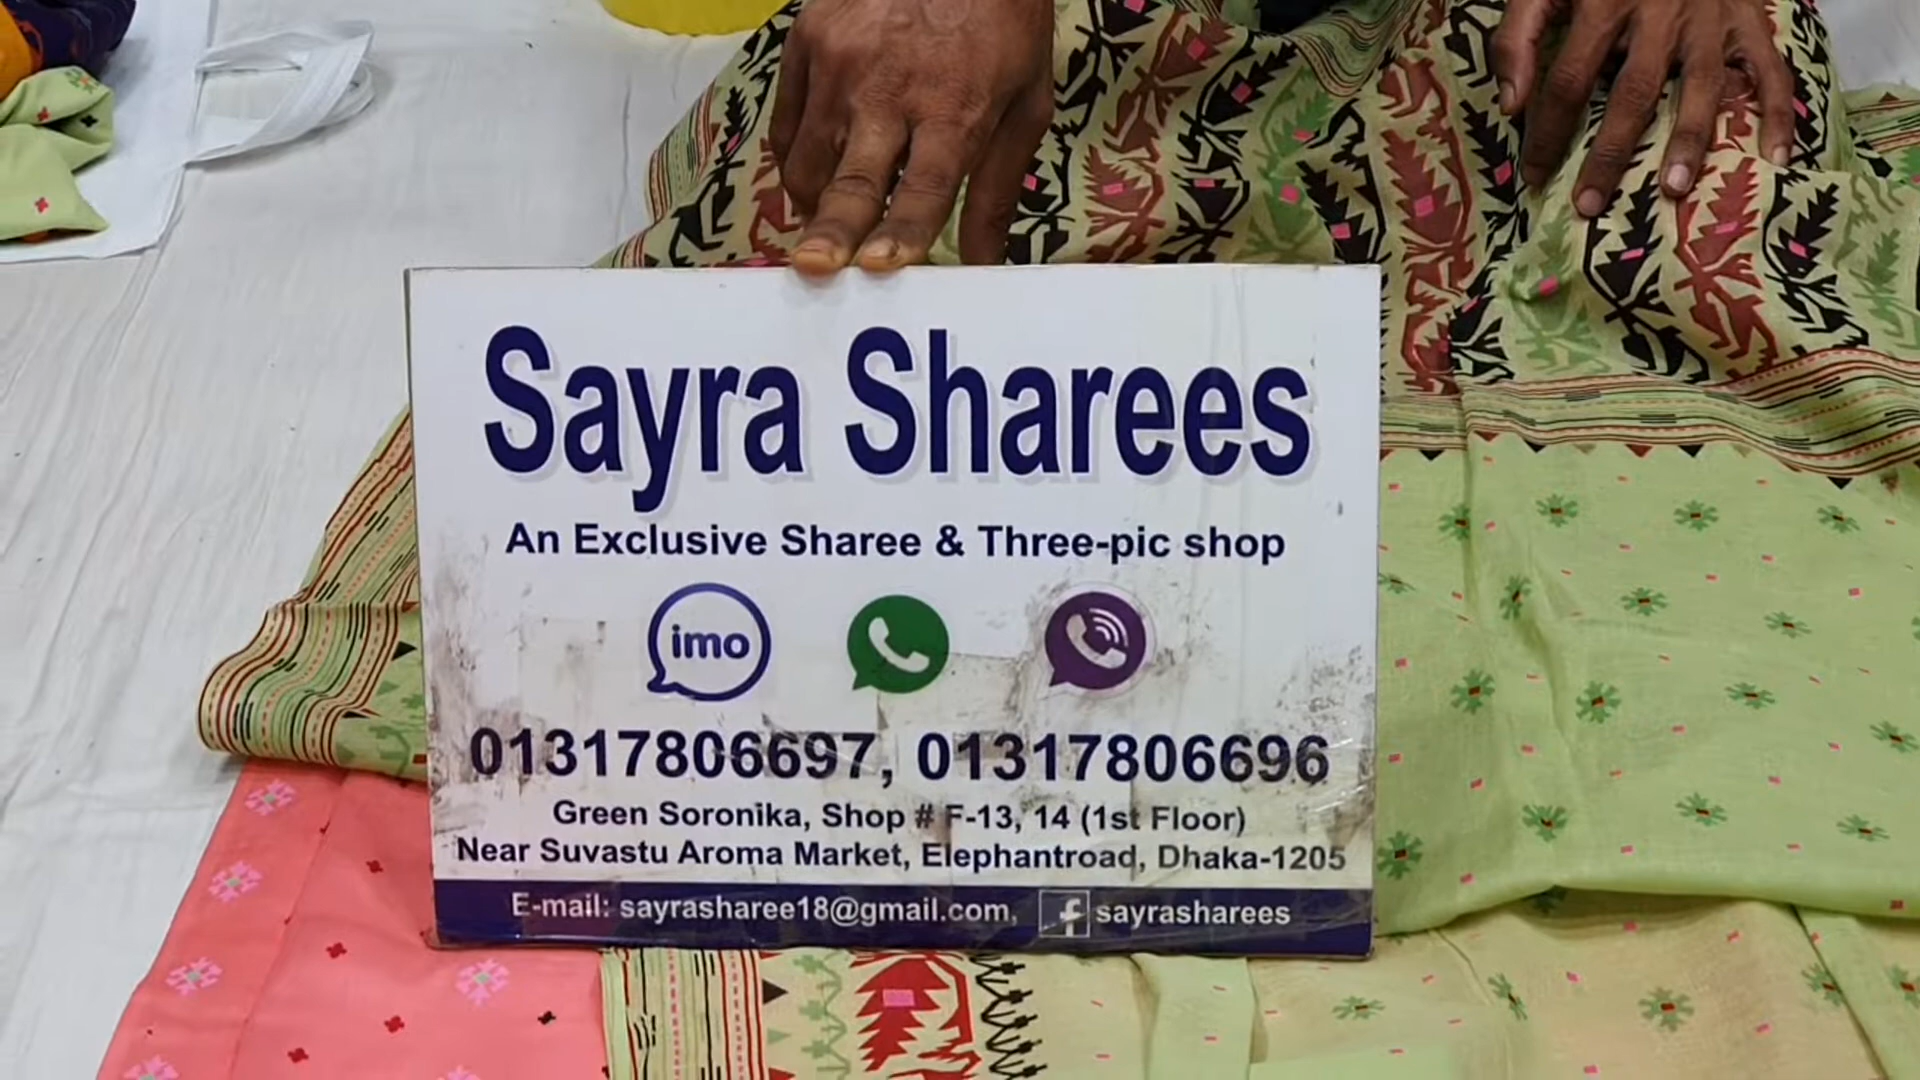 Sayra Sharees
An Exclusive Sharee & Three-pic shop
imo
01317806697, 01317806696
Green Soronika, Shop # F-13, 14 (1st Floor)
Near Suvastu Aroma Market, Elephantroad, Dhaka-1205
E-mail: sayrasharee18@gmail.com, f sayrasharees